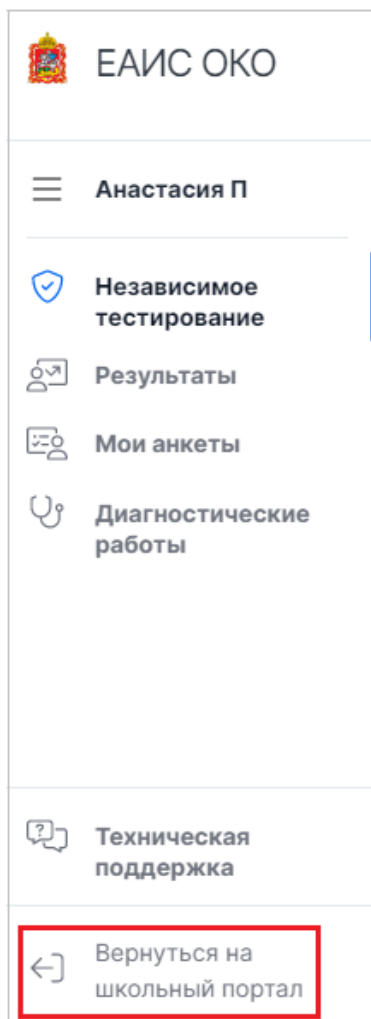 ЕАИС ОКО
Анастасия П
Независимое
тестирование
Результаты
Мои анкеты
Диагностические
работы
Техническая
поддержка
Вернуться на
школьный портал